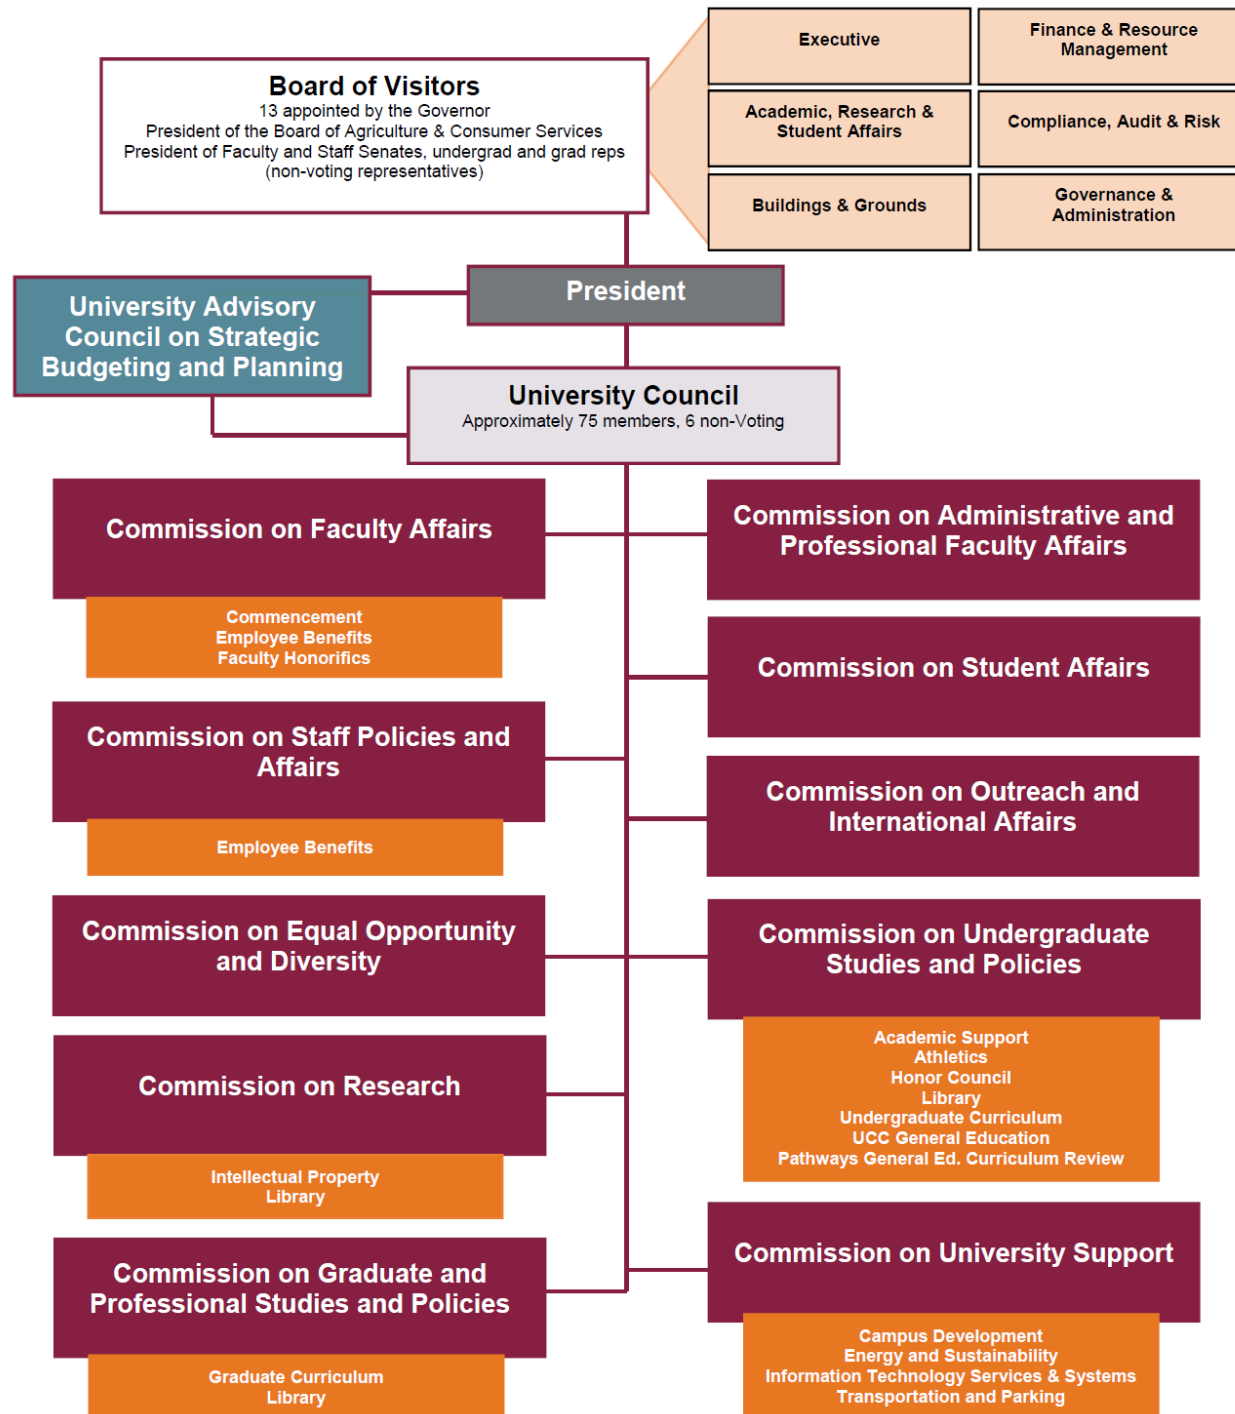 Board of Visitors
13 appointed by the Governor
President of the Board of Agriculture & Consumer Services
President of Faculty and Staff Senates, undergrad and grad reps
(non-voting representatives)
Executive
Finance & Resource
Management
Academic, Research &
Student Affairs
Compliance, Audit & Risk
Buildings & Grounds
Governance &
Administration
President
University Advisory
Council on Strategic
Budgeting and Planning
University Council
Approximately 75 members, 6 non-Voting
Commission on Faculty Affairs
Commencement
Employee Benefits
Faculty Honorifics
Commission on Administrative and
Professional Faculty Affairs
Commission on Student Affairs
Commission on Staff Policies and
Affairs
Employee Benefits
Commission on Outreach and
International Affairs
Commission on Equal Opportunity
and Diversity
Commission on Undergraduate
Studies and Policies
Academic Support
Athletics
Honor Council
Library
Undergraduate Curriculum
UCC General Education
Pathways General Ed. Curriculum Review
Commission on Research
Intellectual Property
Library
Commission on Graduate and
Professional Studies and Policies
Graduate Curriculum
Library
Commission on University Support
Campus Development
Energy and Sustainability
Information Technology Services & Systems
Transportation and Parking